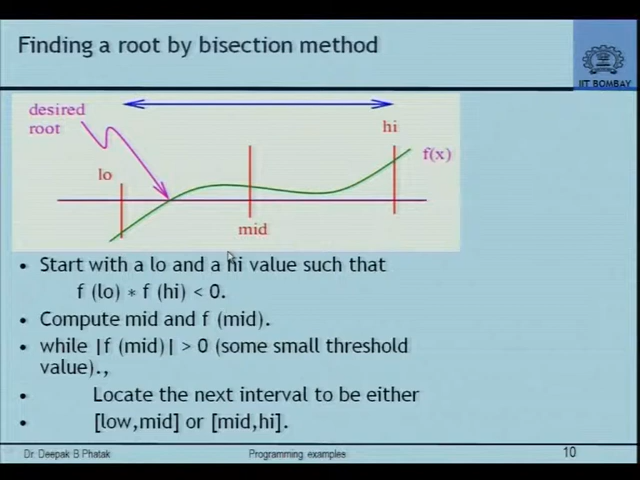 Finding a root by bisection method
IIT BOMBAY
desired
root
lo
hi
f(x)
mid
• Start with a lo and a hi value such that
f (lo) * f (hi) < 0.
• Compute mid and f (mid).
• while |f (mid)| > 0 (some small threshold
value).,
• Locate the next interval to be either
• [low,mid] or [mid,hi].
Dr. Deepak B Phatak
Programming examples
10